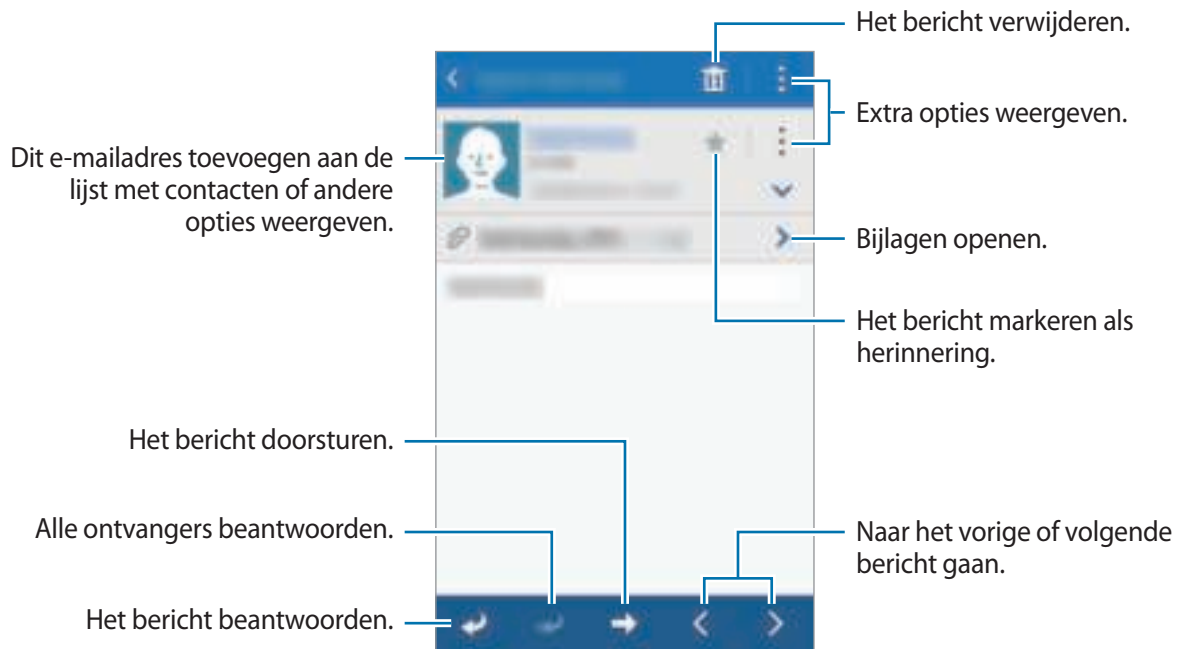 Het bericht verwijderen.
Extra opties weergeven.
Dit e-mailadres toevoegen aan de
lijst met contacten of andere
opties weergeven.
Bijlagen openen.
Het bericht markeren als
herinnering.
Het bericht doorsturen.
Alle ontvangers beantwoorden.
Naar het vorige of volgende
bericht gaan.
Het bericht beantwoorden.